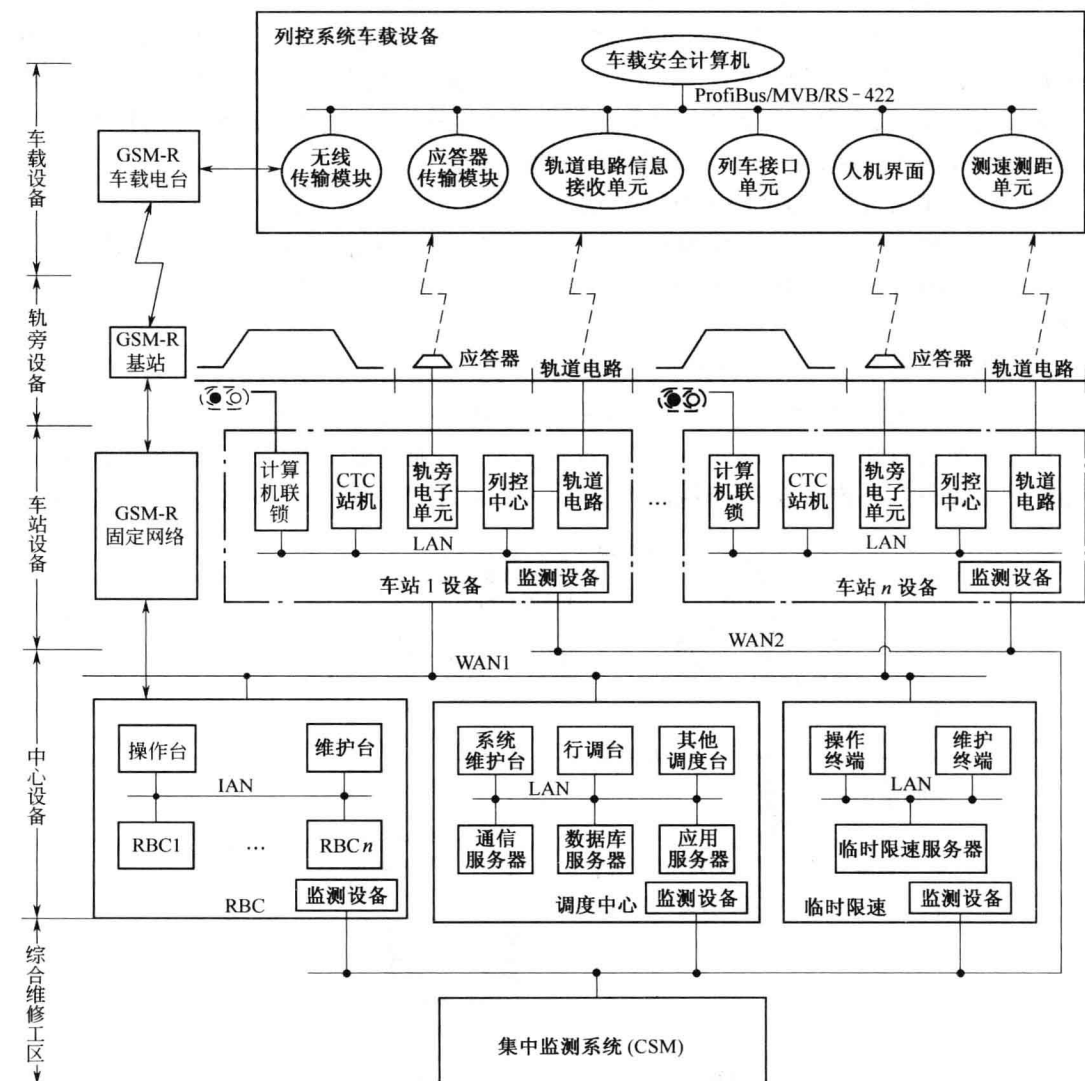 列控系统车载设备
车载安全计算机
ProfiBus/MVB/RS-422
车载设备
GSM-R
车载电台
无线
传输模块
应答器
传输模块
轨道电路信息
接收单元
列车接口
单元
人机界面
测速测距
单元
轨旁设备
GSM-R
基站
应答器
轨道电路
应答器
轨道电路
车站设备
GSM-R
固定网络
计算
机联
锁
CTC
站机
轨旁
电子
单元
列控
中心
轨道
电路
LAN
监测设备
车站 1 设备
…
计算
机联
锁
CTC
站机
轨旁
电子
单元
列控
中心
轨道
电路
LAN
监测设备
车站 n 设备
WAN2
WAN1
中心设备
操作台
维护台
IAN
RBC1
…
RBCn
监测设备
RBC
系统
维护台
行调台
其他
调度台
LAN
通信
服务器
数据库
服务器
应用
服务器
调度中心
监测设备
操作
终端
维护
终端
LAN
临时限速服务器
临时限速
监测设备
综合维修工区
集中监测系统 (CSM)